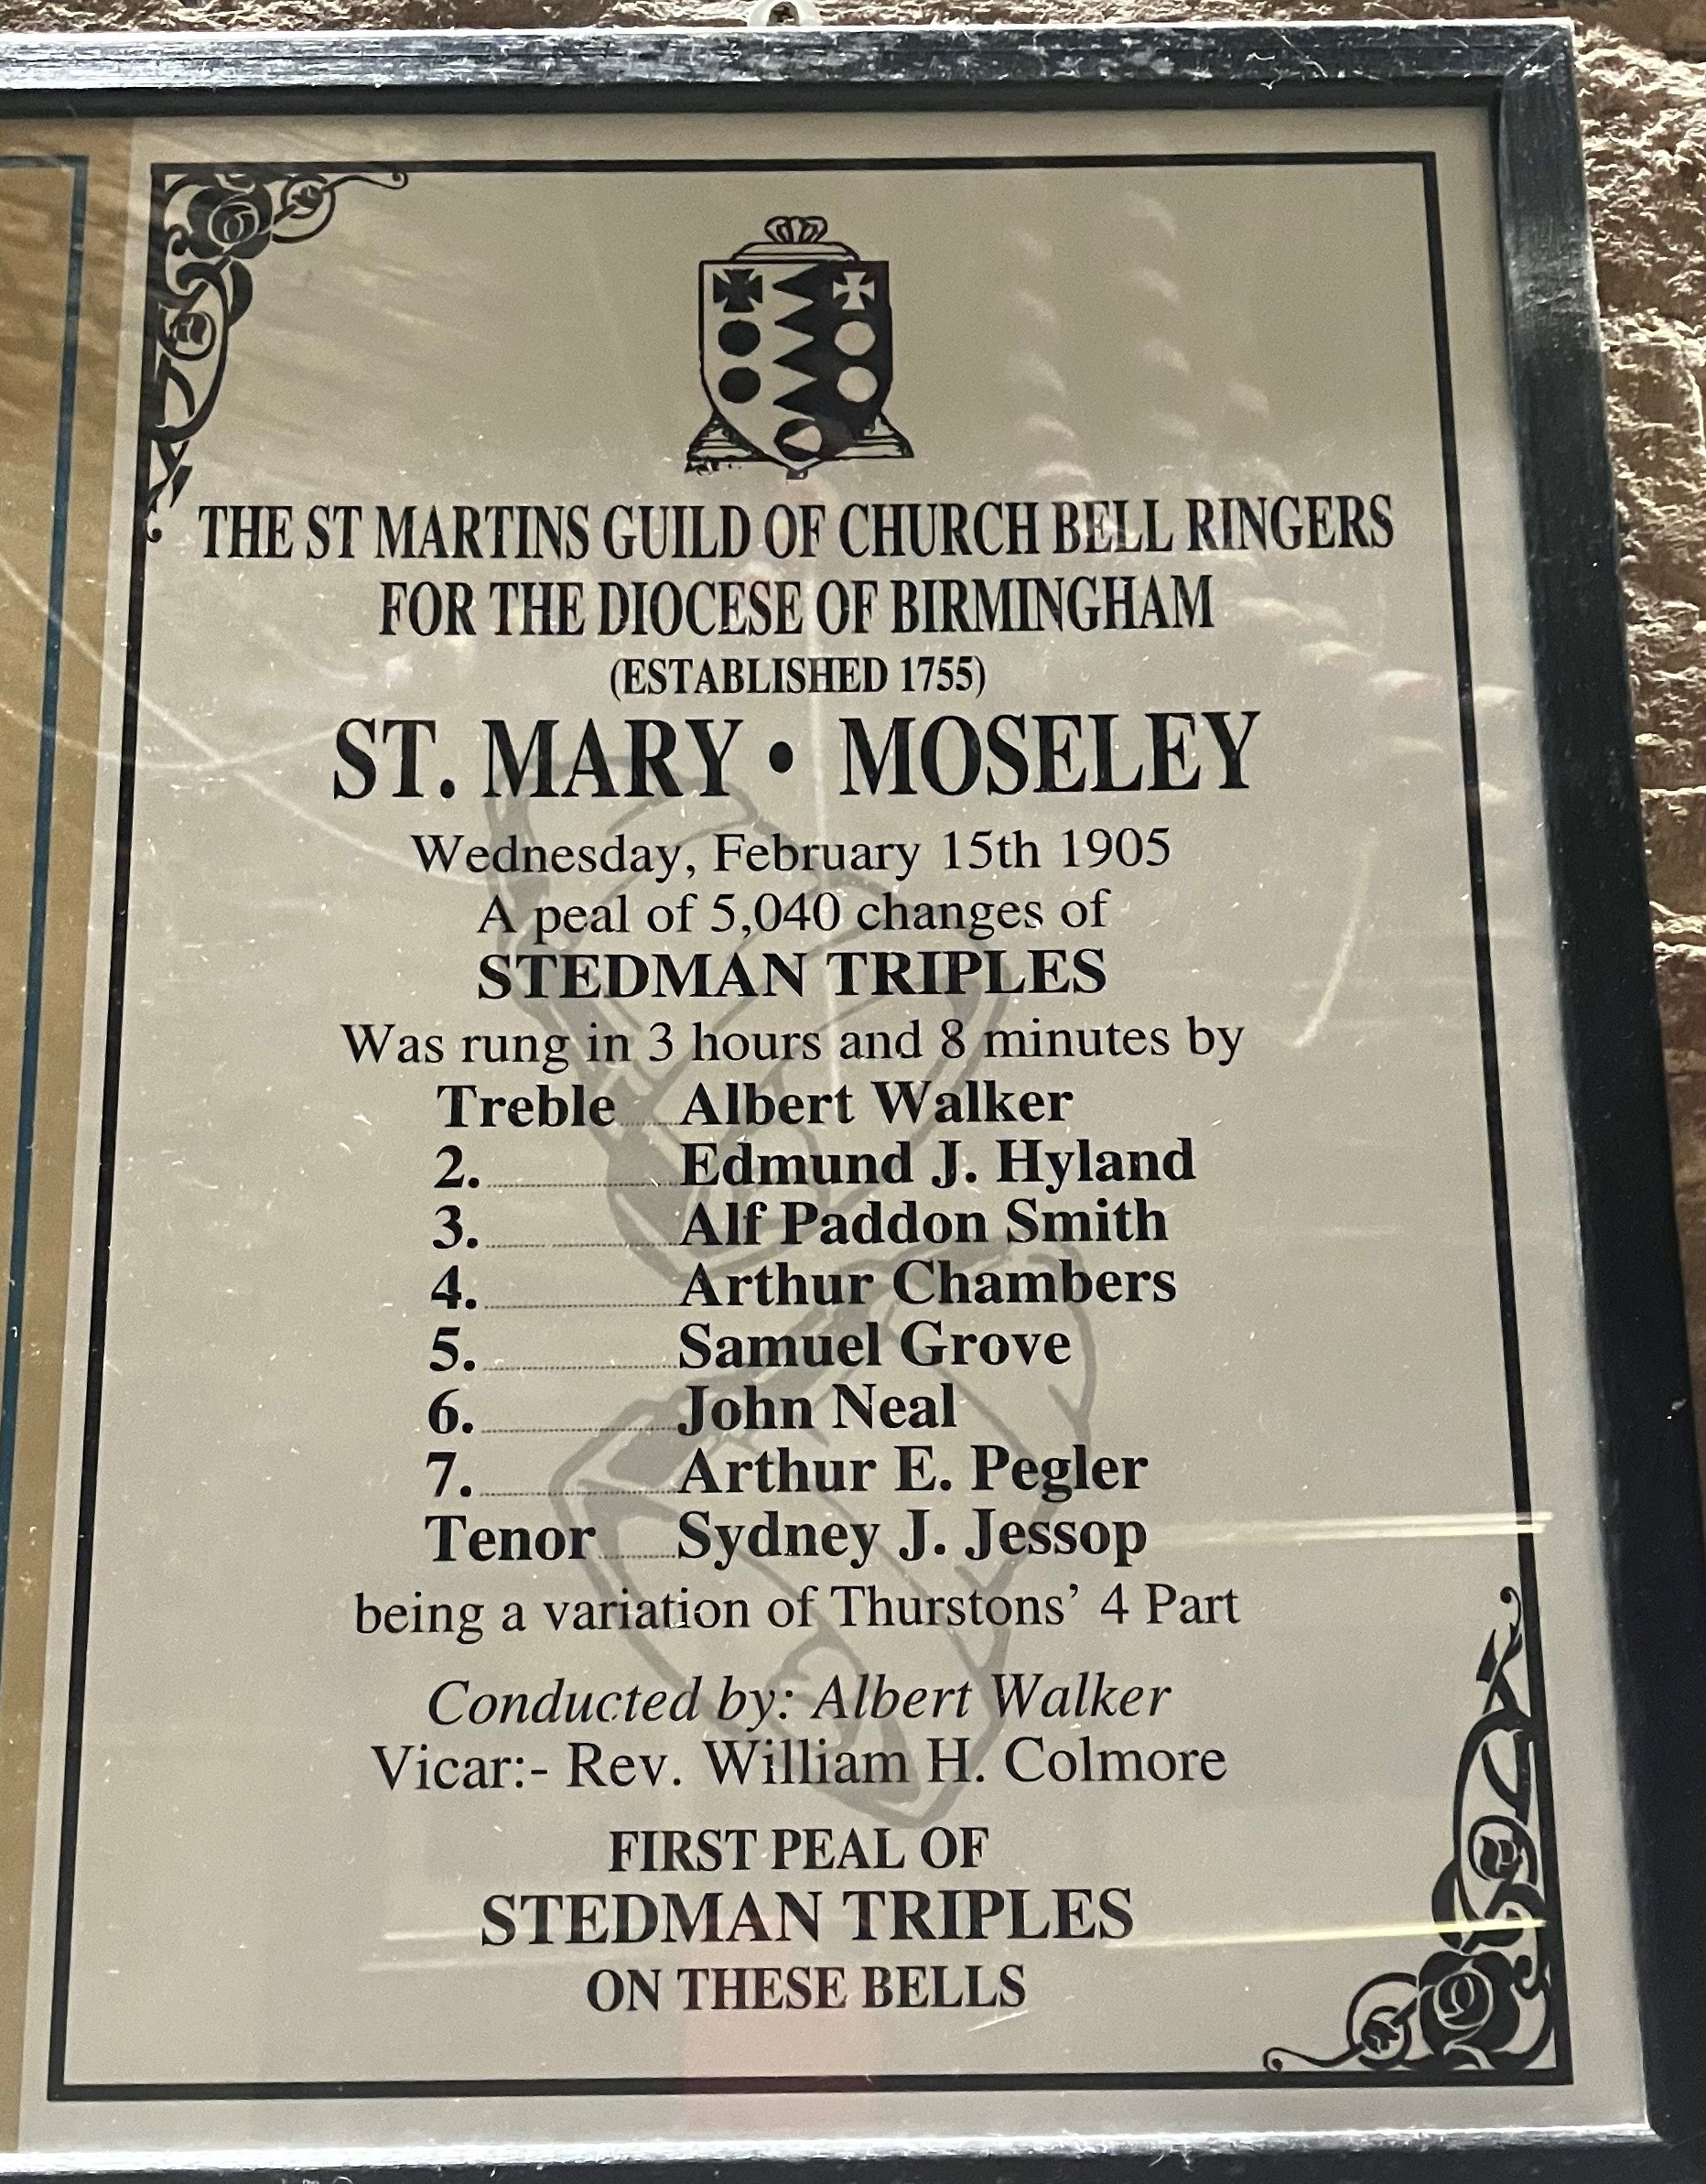 THE ST MARTINS GUILD OF CHURCH BELL RINGERS
FOR THE DIOCESE OF BIRMINGHAM
(ESTABLISHED 1755)
ST. MARY • MOSELEY
Wednesday, February 15th 1905
A peal of 5,040 changes of
STEDMAN TRIPLES
Was rung in 3 hours and 8 minutes by
Treble Albert Walker
2. Edmund J. Hyland
3. Alf Paddon Smith
4. Arthur Chambers
5. Samuel Grove
6. John Neal
7. Arthur E. Pegler
Tenor Sydney J. Jessop
being a variation of Thurstons’ 4 Part
Conducted by: Albert Walker
Vicar:- Rev. William H. Colmore
FIRST PEAL OF
STEDMAN TRIPLES
ON THESE BELLS